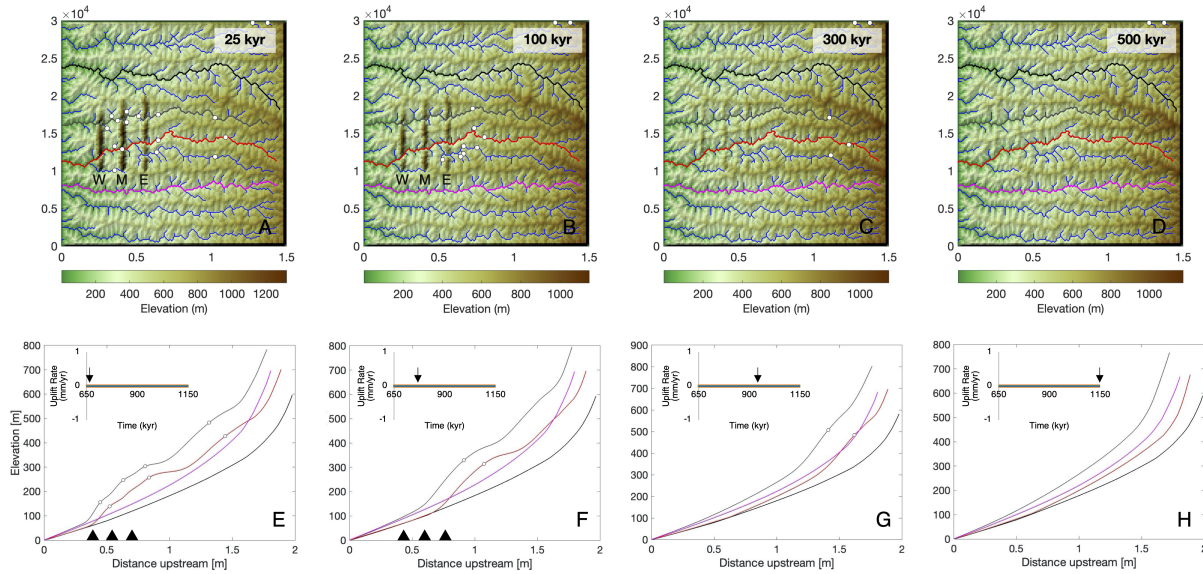 ×10⁴
25 kyr
3
2.5
2
1.5
1
0.5
0
W M E
A
0 0.5 1 1.5
200 400 600 800 1000 1200
Elevation (m)
×10⁴
100 kyr
3
2.5
2
1.5
1
0.5
0
W M E
B
0 0.5 1 1.5
200 400 600 800 1000
Elevation (m)
×10⁴
300 kyr
3
2.5
2
1.5
1
0.5
0
C
0 0.5 1 1.5
200 400 600 800 1000
Elevation (m)
×10⁴
500 kyr
3
2.5
2
1.5
1
0.5
0
D
0 0.5 1 1.5
200 400 600 800 1000
Elevation (m)
Elevation [m]
800
700
600
500
400
300
200
100
0
Uplift Rate
(mm/yr)
1
0
-1
650 900 1150
Time (kyr)
E
0 0.5 1 1.5 2
Distance upstream [m]
800
700
600
500
400
300
200
100
0
Uplift Rate
(mm/yr)
1
0
-1
650 900 1150
Time (kyr)
F
0 0.5 1 1.5 2
Distance upstream [m]
900
800
700
600
500
400
300
200
100
0
Uplift Rate
(mm/yr)
1
0
-1
650 900 1150
Time (kyr)
G
0 0.5 1 1.5 2
Distance upstream [m]
800
700
600
500
400
300
200
100
0
Uplift Rate
(mm/yr)
1
0
-1
650 900 1150
Time (kyr)
H
0 0.5 1 1.5 2
Distance upstream [m]